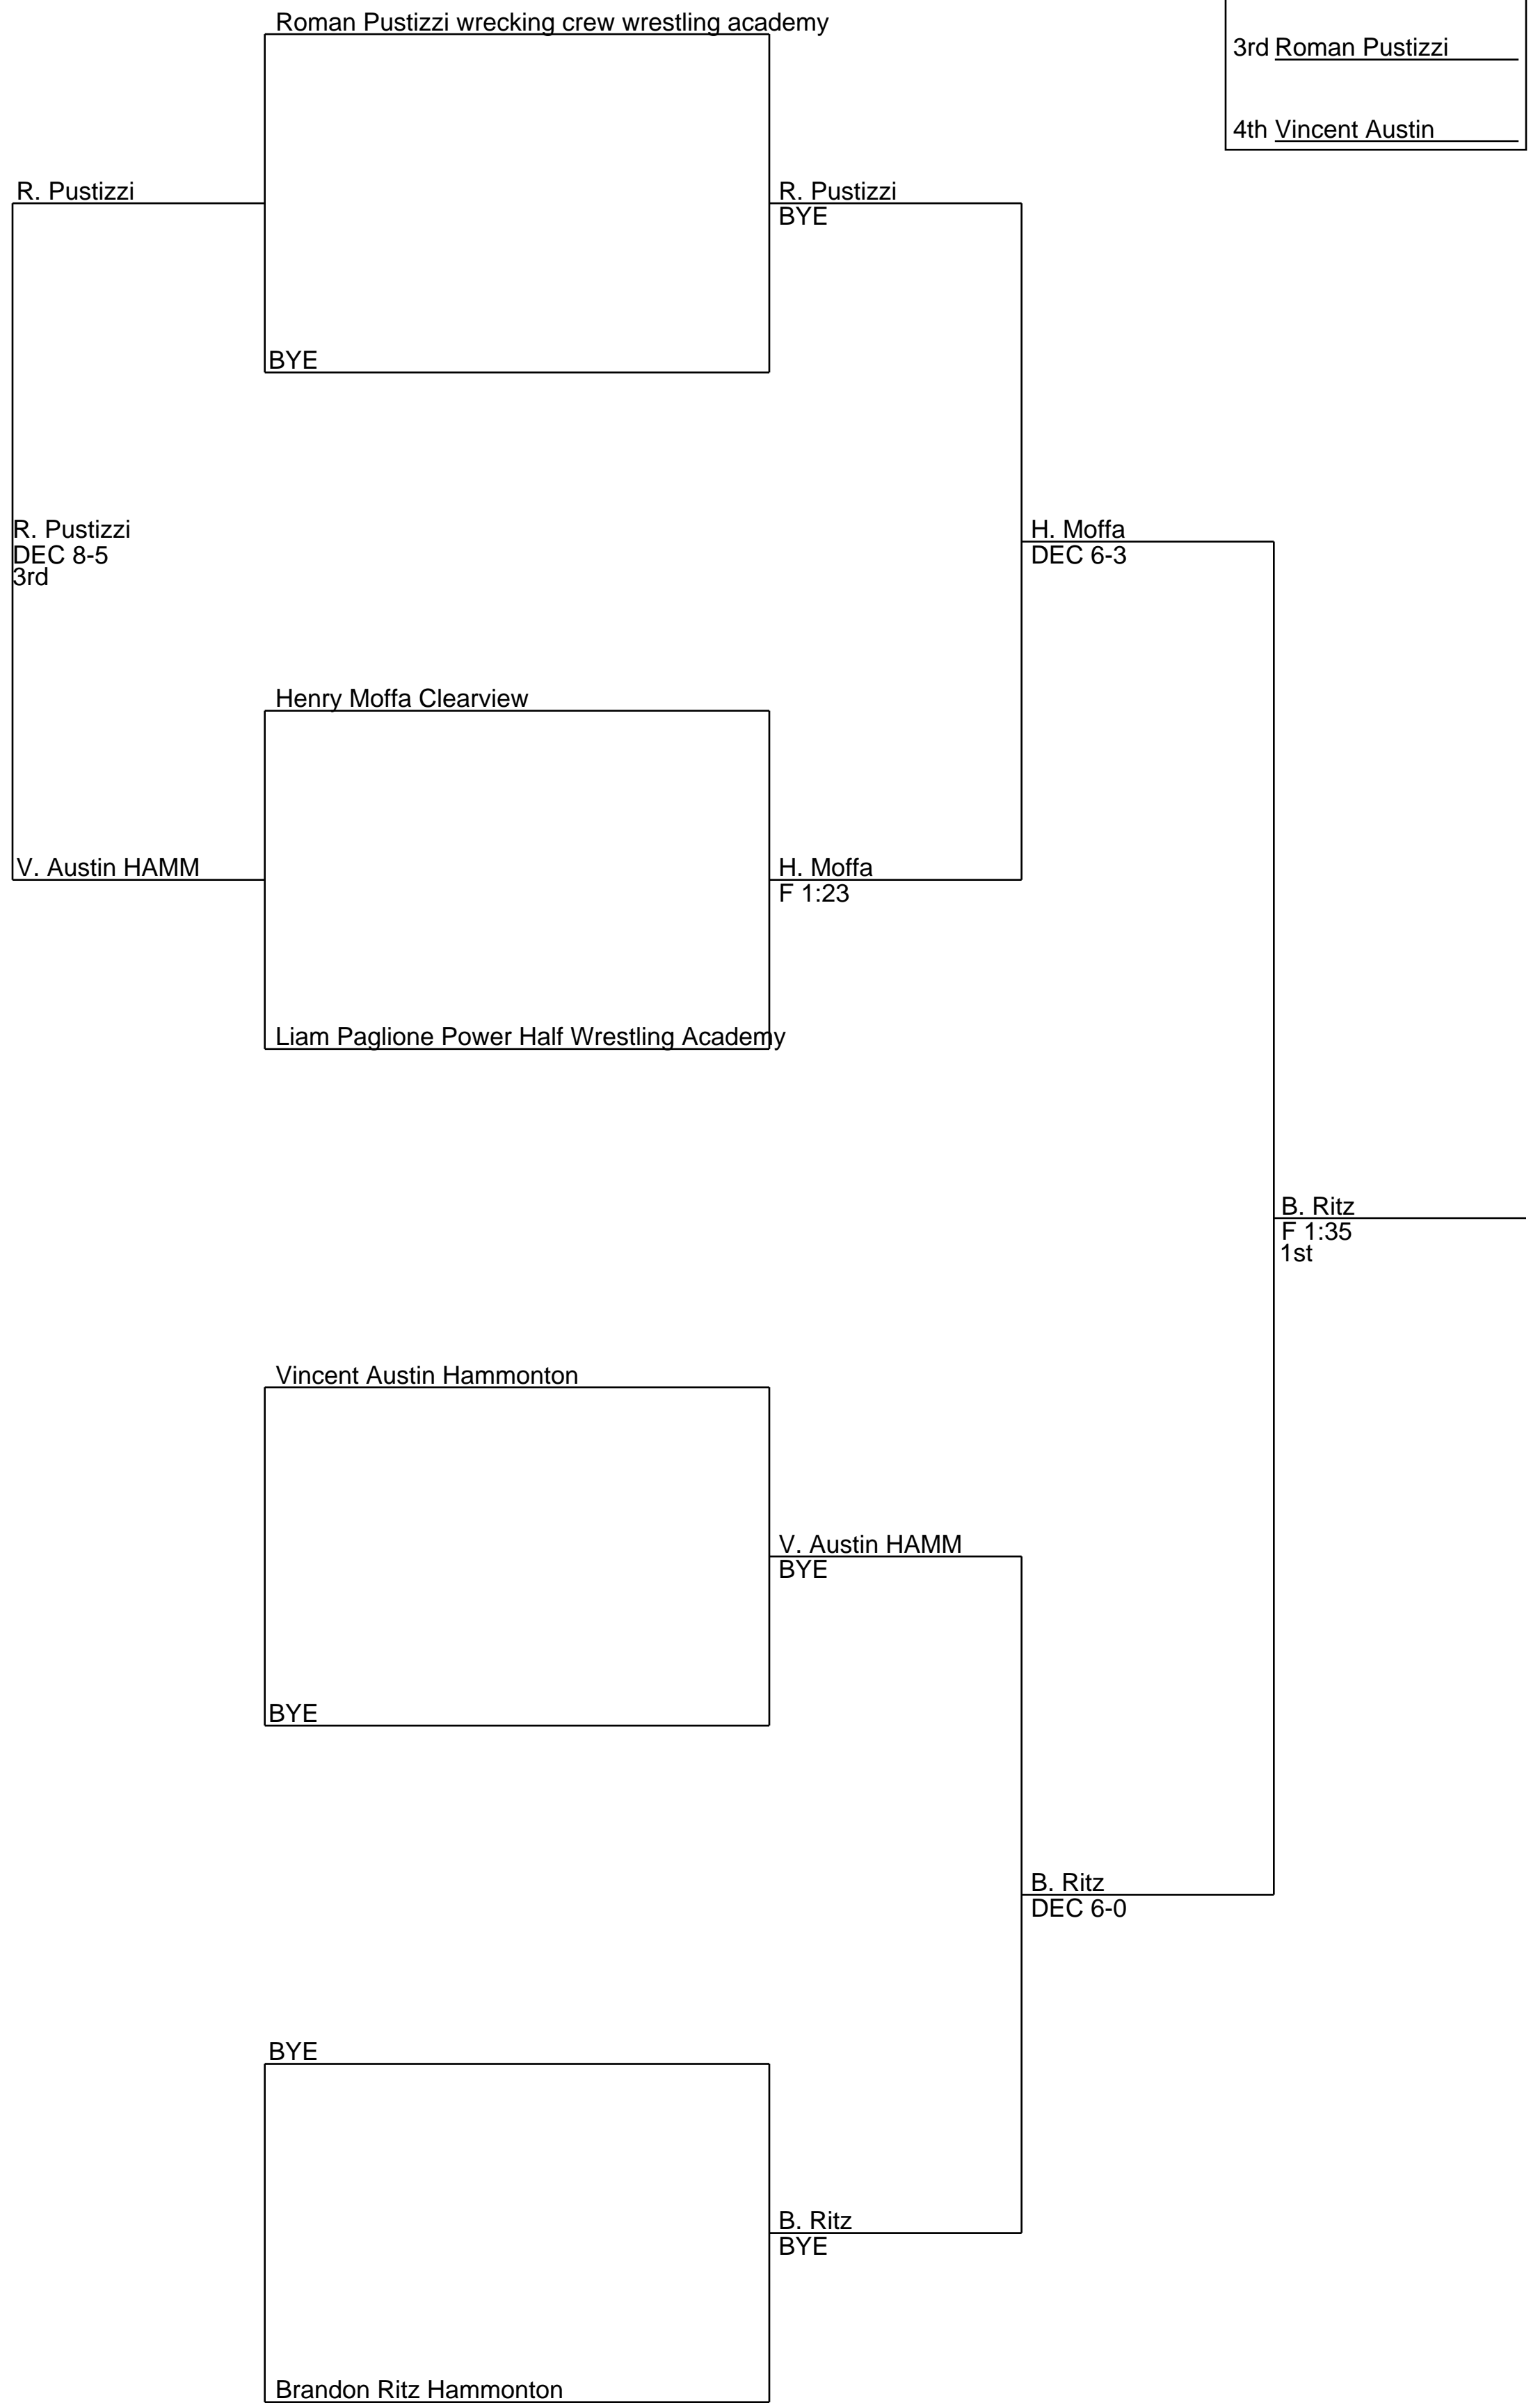 Roman Pustizzi wrecking crew wrestling academy
3rd Roman Pustizzi
4th Vincent Austin
R. Pustizzi
R. Pustizzi
BYE
BYE
R. Pustizzi
DEC 8-5
3rd
H. Moffa
DEC 6-3
Henry Moffa Clearview
V. Austin HAMM
H. Moffa
F 1:23
Liam Paglione Power Half Wrestling Academy
B. Ritz
F 1:35
1st
Vincent Austin Hammonton
V. Austin HAMM
BYE
BYE
B. Ritz
DEC 6-0
BYE
B. Ritz
BYE
Brandon Ritz Hammonton